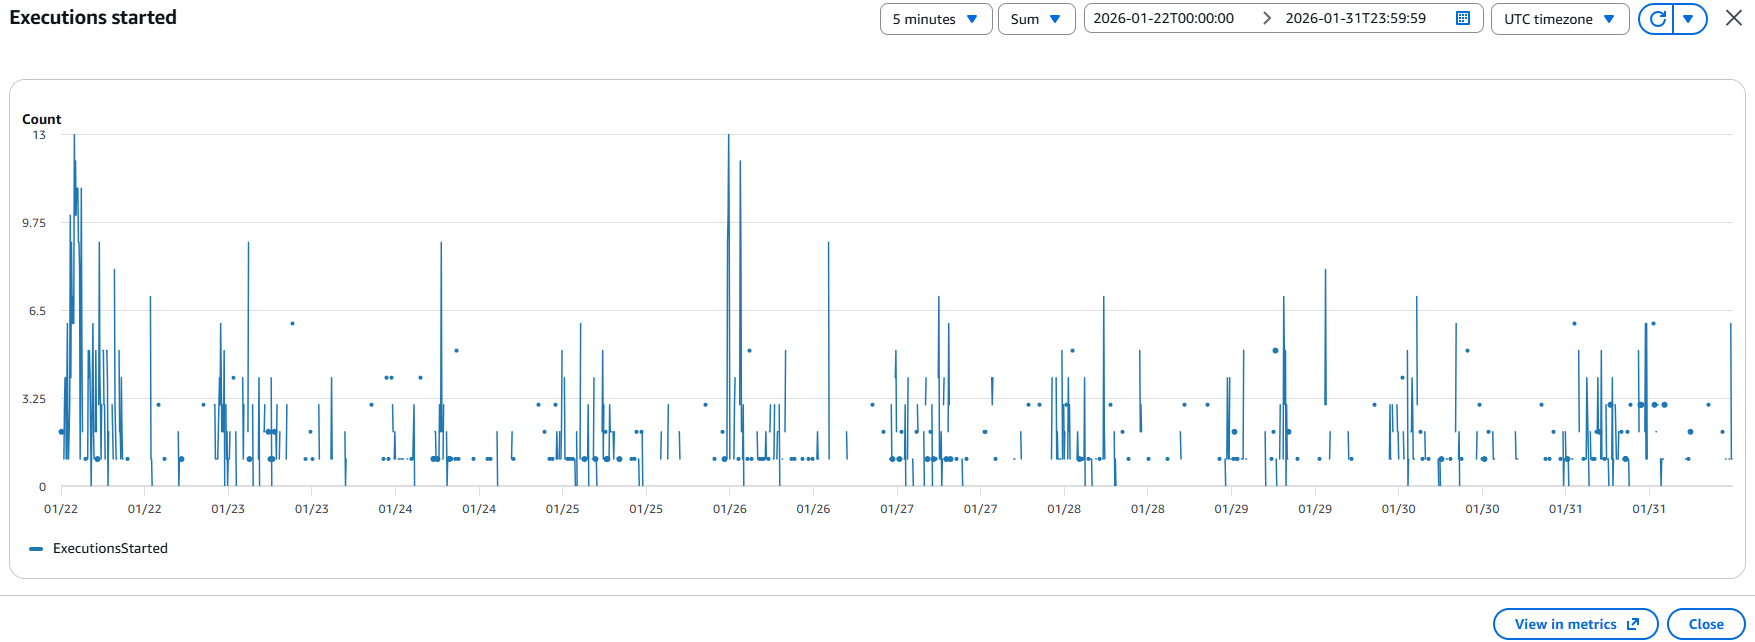 Executions started
5 minutes
Sum
2026-01-22T00:00:00
2026-01-31T23:59:59
UTC timezone
Count
13
9.75
6.5
3.25
0
01/22 01/22 01/23 01/23 01/24 01/24 01/25 01/25 01/26 01/26 01/27 01/27 01/28 01/28 01/29 01/29 01/30 01/30 01/31 01/31
ExecutionsStarted
View in metrics
Close